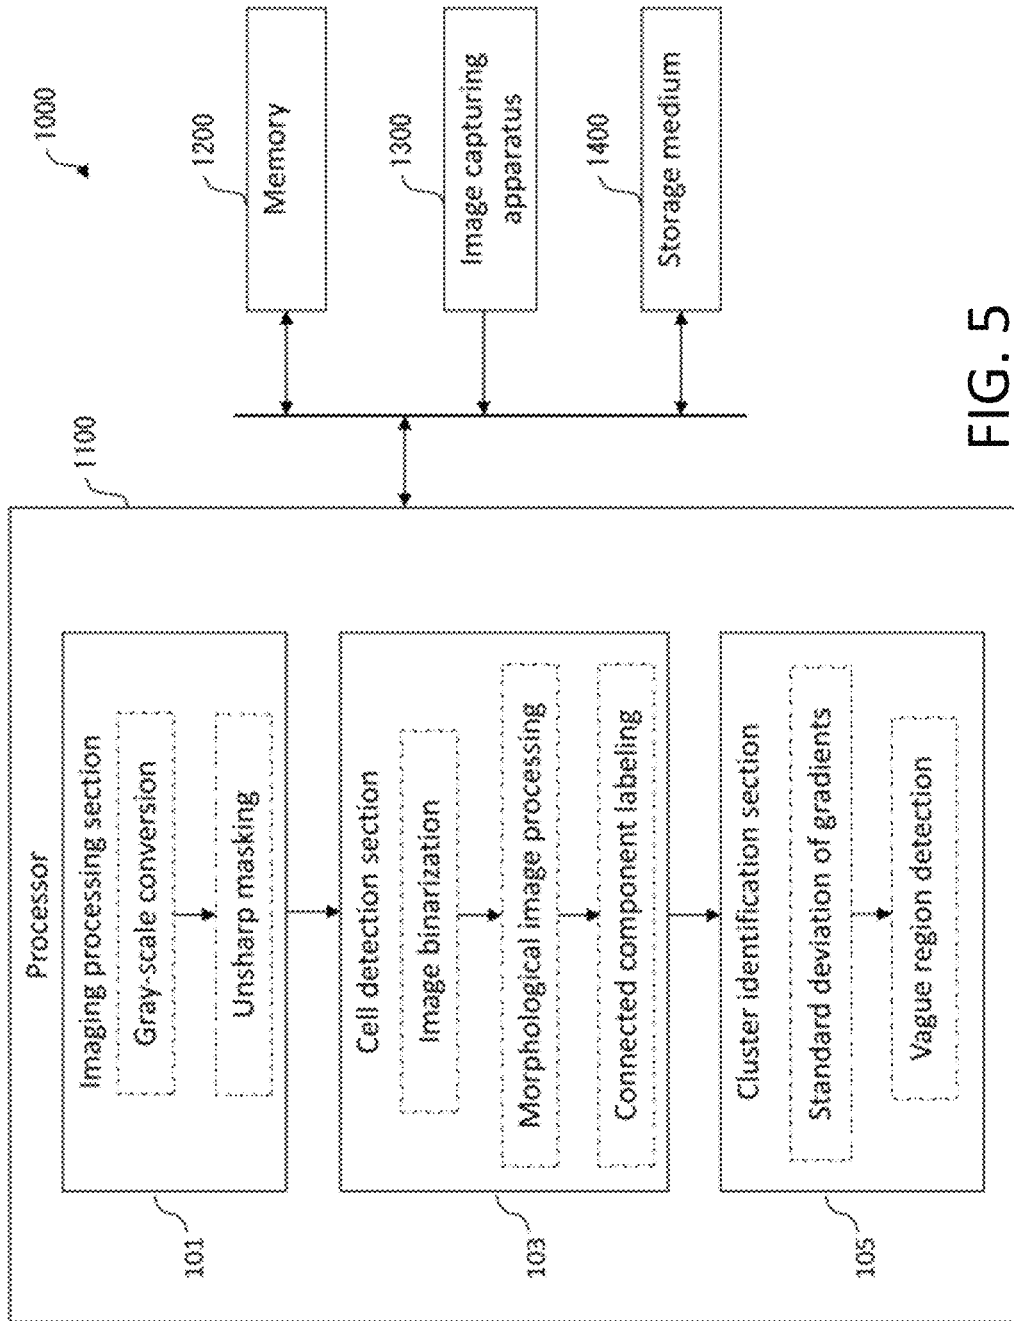 1000
1100
Processor
101
Imaging processing section
Gray-scale conversion
Unsharp masking
103
Cell detection section
Image binarization
Morphological image processing
Connected component labeling
105
Cluster identification section
Standard deviation of gradients
Vague region detection
1200
Memory
1300
Image capturing
apparatus
1400
Storage medium
FIG. 5